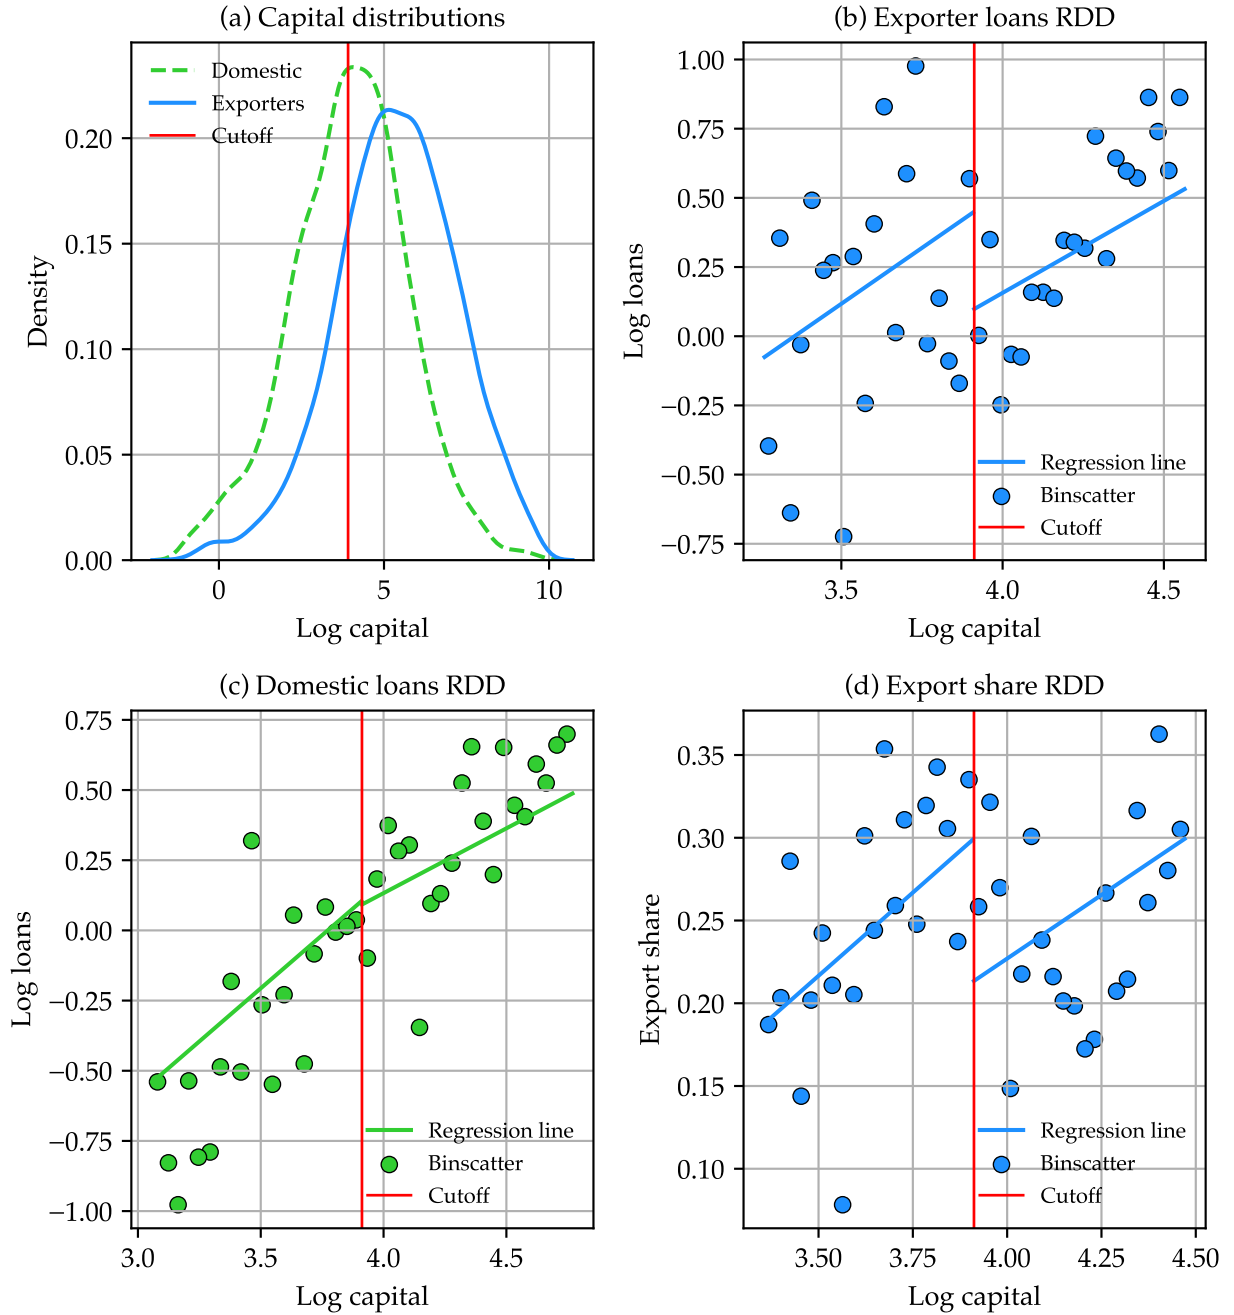 (a) Capital distributions
Domestic
Exporters
Cutoff
Density
0.20
0.15
0.10
0.05
0.00
0 5 10
Log capital
(b) Exporter loans RDD
Log loans
1.00
0.75
0.50
0.25
0.00
−0.25
−0.50
−0.75
Regression line
Binscatter
Cutoff
3.5 4.0 4.5
Log capital
(c) Domestic loans RDD
Log loans
0.75
0.50
0.25
0.00
−0.25
−0.50
−0.75
−1.00
Regression line
Binscatter
Cutoff
3.0 3.5 4.0 4.5
Log capital
(d) Export share RDD
Export share
0.35
0.30
0.25
0.20
0.15
0.10
Regression line
Binscatter
Cutoff
3.50 3.75 4.00 4.25 4.50
Log capital